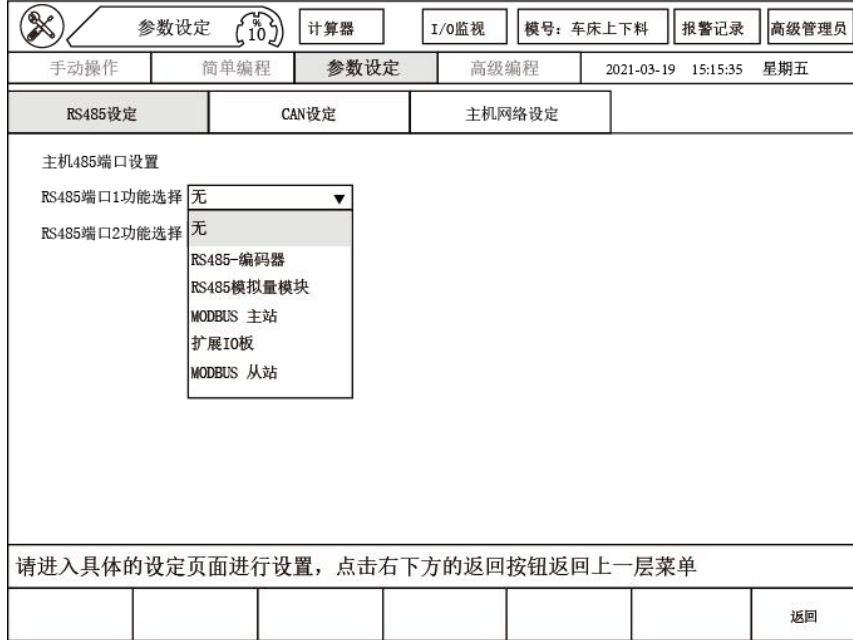 参数设定 % 10 计算器 I/O监视 模号：车床上下料 报警记录 高级管理员
手动操作 简单编程 参数设定 高级编程 2021-03-19 15:15:35 星期五
RS485设定 CAN设定 主机网络设定
主机485端口设置
RS485端口1功能选择 无 ▼
RS485端口2功能选择 无
RS485-编码器
RS485模拟量模块
MODBUS 主站
扩展IO板
MODBUS 从站
请进入具体的设定页面进行设置，点击右下方的返回按钮返回上一层菜单
返回